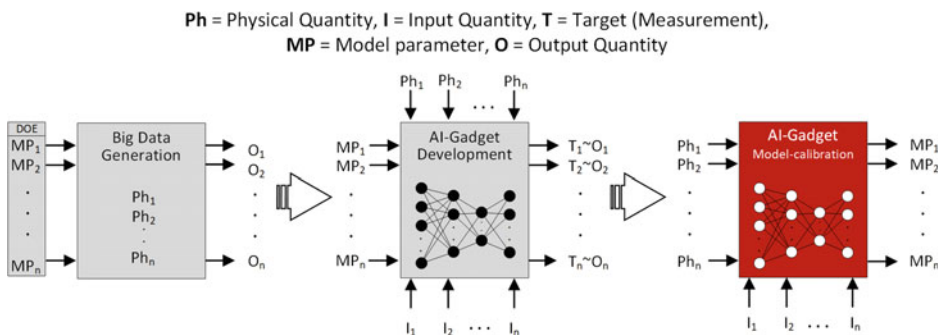 Ph = Physical Quantity, I = Input Quantity, T = Target (Measurement),
MP = Model parameter, O = Output Quantity
DOE
MP1
MP2
MPn
Big Data
Generation
Ph1
Ph2
Phn
O1
O2
On
Ph1 Ph2 ... Phn
MP1
MP2
MPn
AI-Gadget
Development
T1~O1
T2~O2
Tn~On
I1 I2 ... In
Ph1
Ph2
Phn
AI-Gadget
Model-calibration
MP1
MP2
MPn
I1 I2 ... In